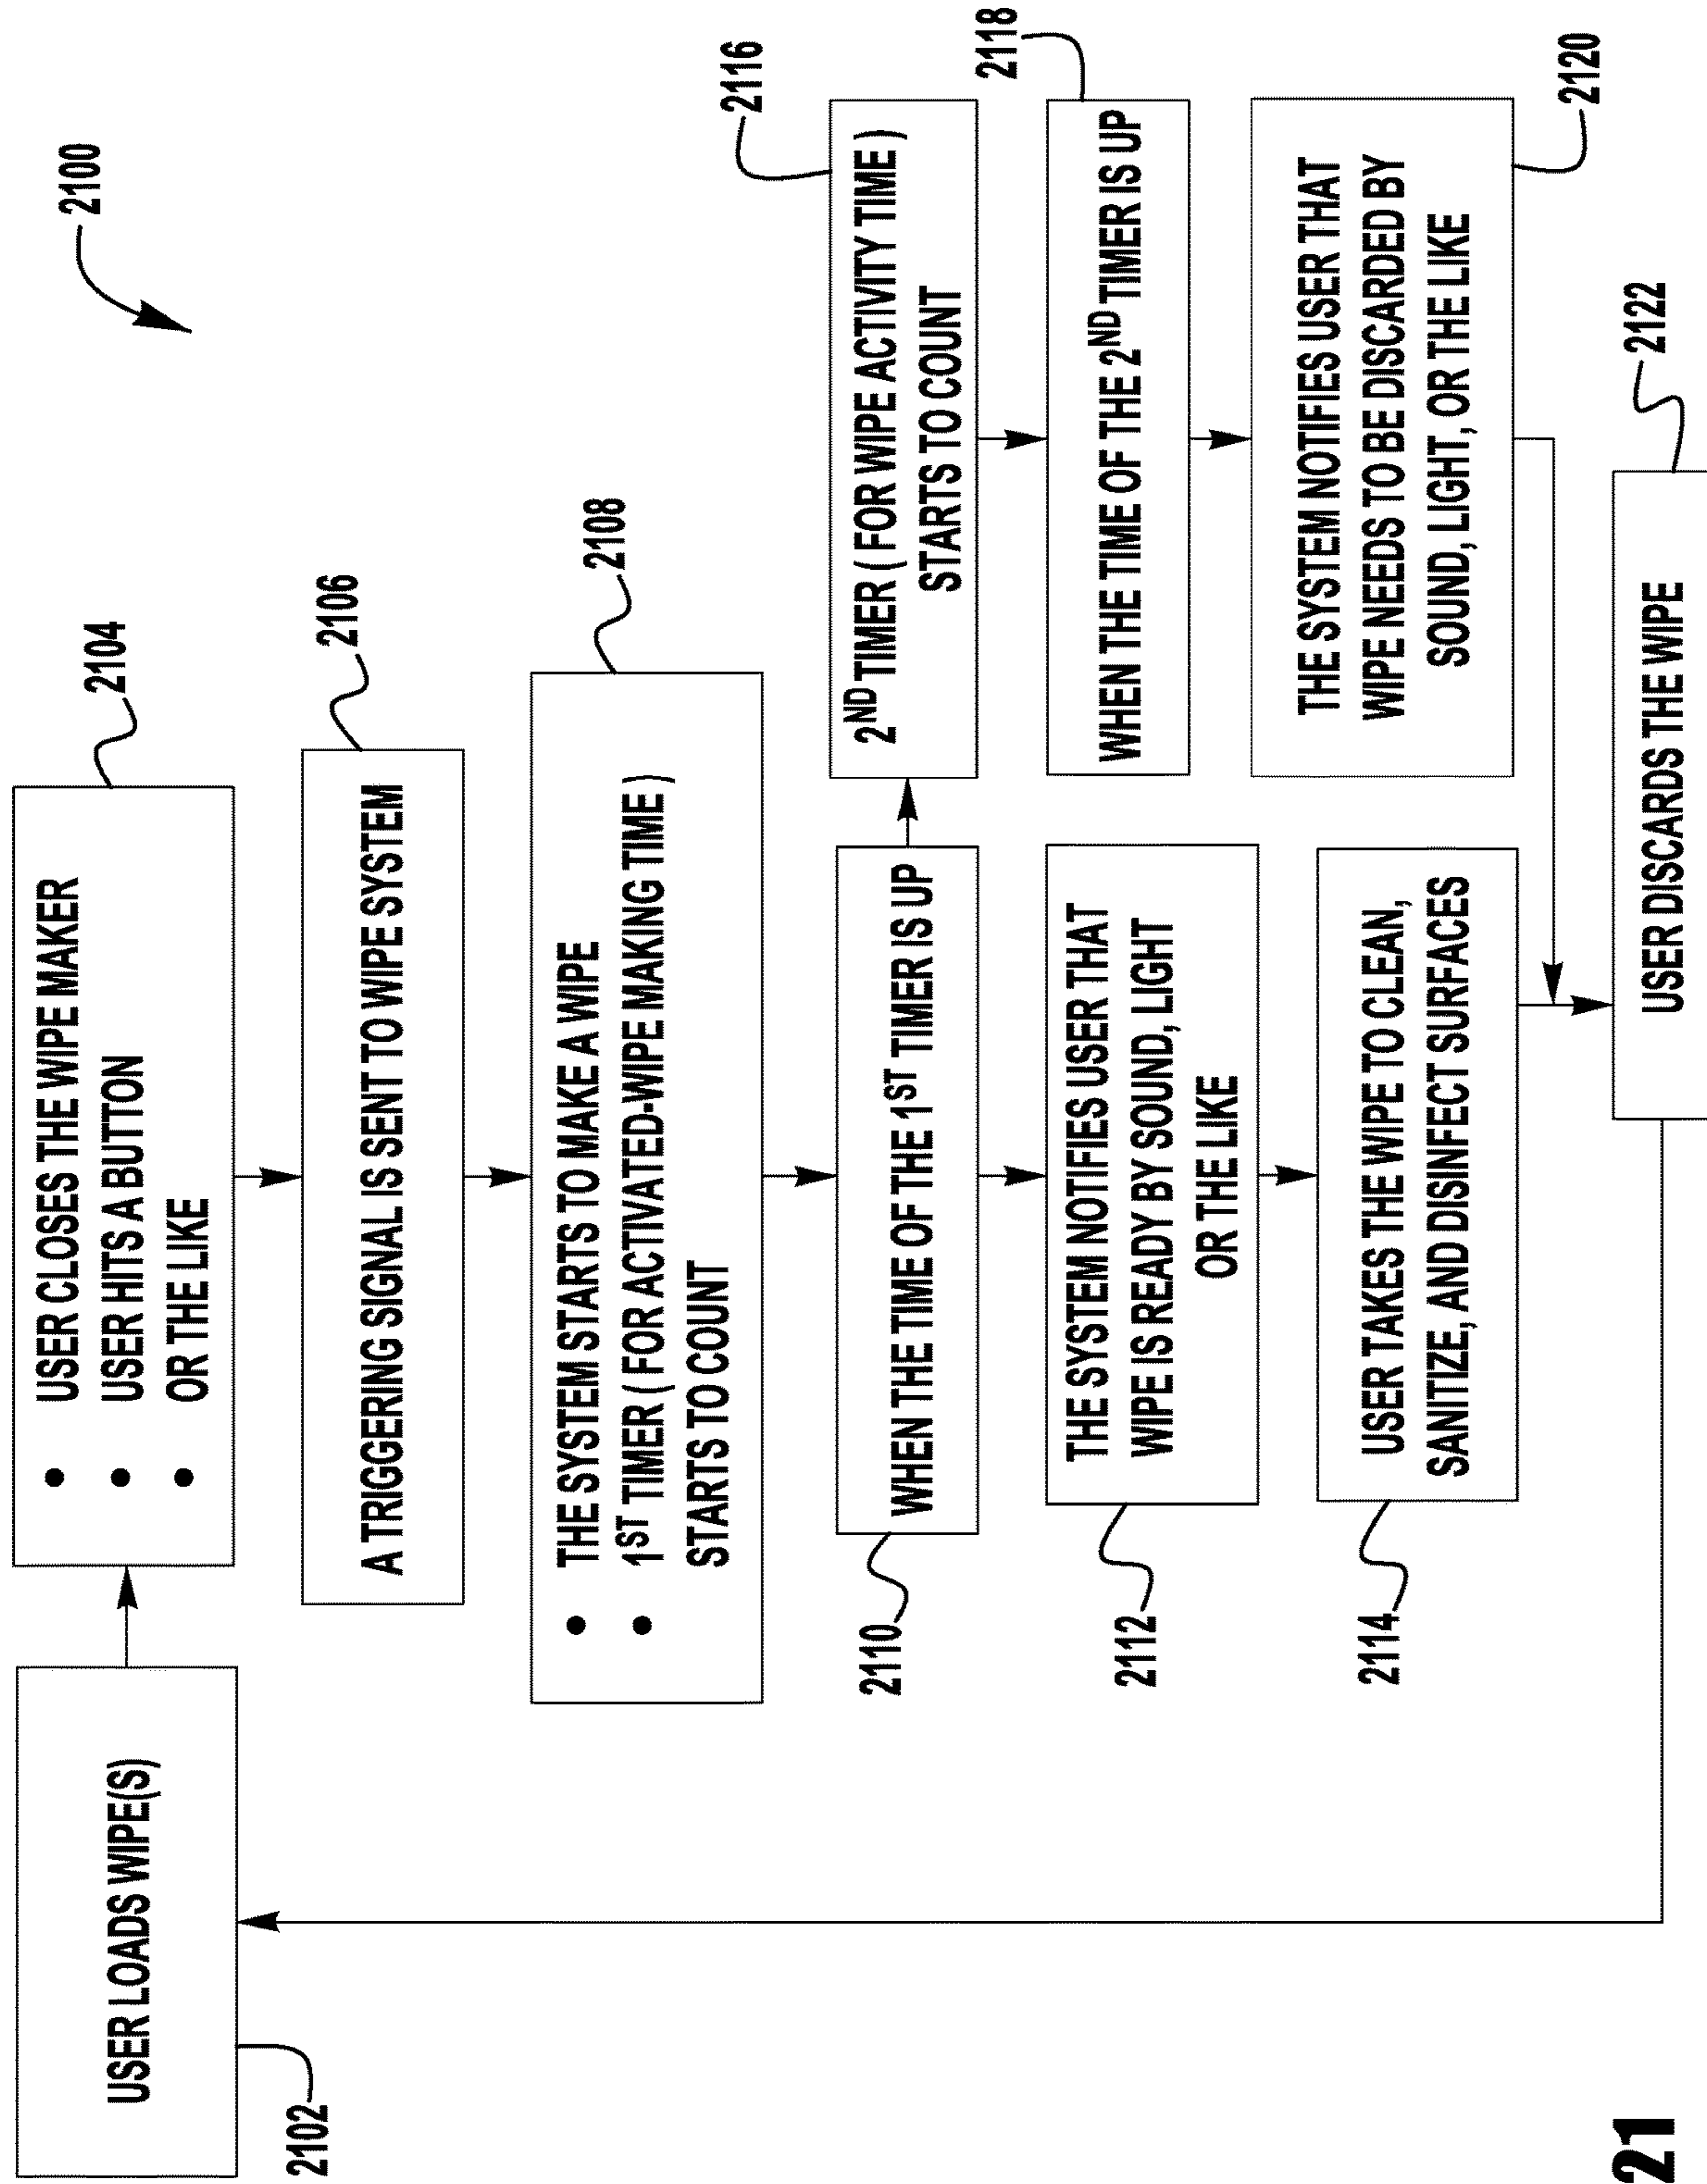 2100
USER LOADS WIPE(S)
2102
• USER CLOSES THE WIPE MAKER
• USER HITS A BUTTON
• OR THE LIKE
2104
A TRIGGERING SIGNAL IS SENT TO WIPE SYSTEM
2106
• THE SYSTEM STARTS TO MAKE A WIPE
• 1ST TIMER ( FOR ACTIVATED-WIPE MAKING TIME )
STARTS TO COUNT
2108
WHEN THE TIME OF THE 1ST TIMER IS UP
2110
THE SYSTEM NOTIFIES USER THAT
WIPE IS READY BY SOUND, LIGHT
OR THE LIKE
2112
USER TAKES THE WIPE TO CLEAN,
SANITIZE, AND DISINFECT SURFACES
2114
2ND TIMER ( FOR WIPE ACTIVITY TIME )
STARTS TO COUNT
2116
WHEN THE TIME OF THE 2ND TIMER IS UP
2118
THE SYSTEM NOTIFIES USER THAT
WIPE NEEDS TO BE DISCARDED BY
SOUND, LIGHT, OR THE LIKE
2120
USER DISCARDS THE WIPE
2122
21